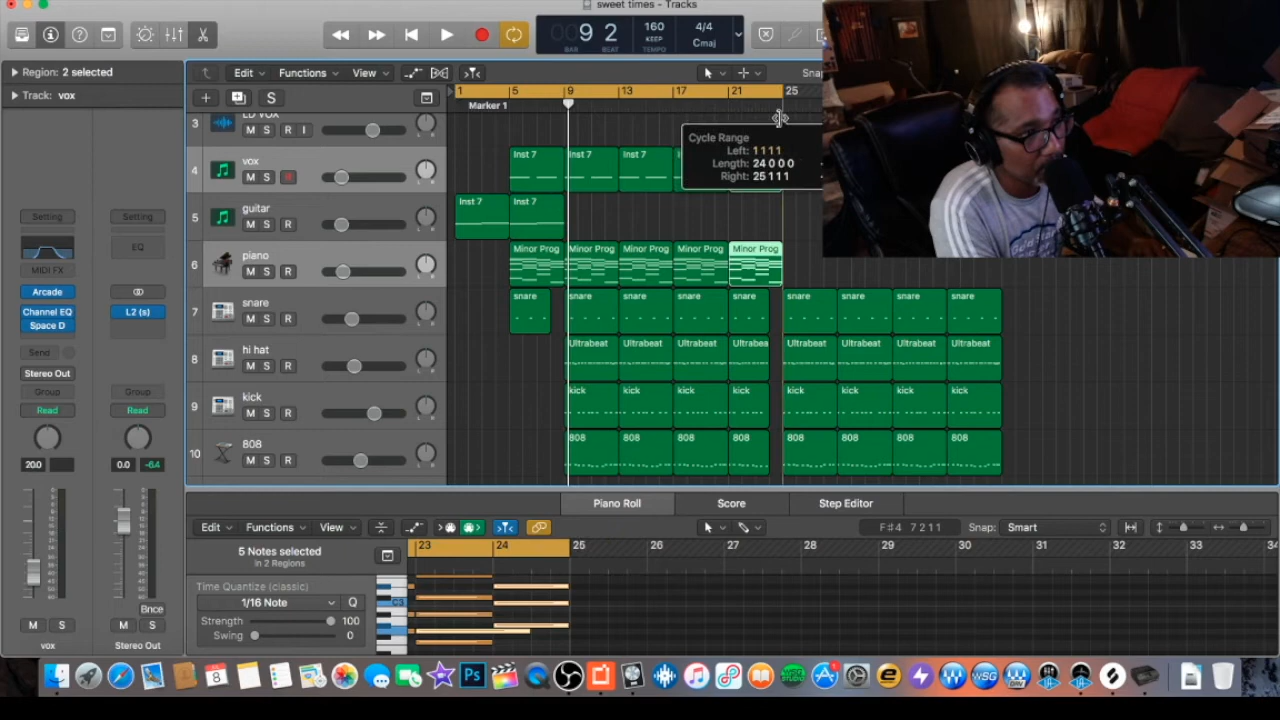 sweet times - Tracks
009 2
BAR BEAT
160
KEEP
TEMPO
4/4
Cmaj
Region: 2 selected
Track: vox
Edit Functions View Snap
1 5 9 13 17 21 25
Marker 1
Cycle Range
Left: 1 1 1 1
Length: 24 0 0 0
Right: 25 1 1 1
3 M S R I
4 vox M S R Inst 7 Inst 7 Inst 7
5 guitar M S R Inst 7 Inst 7
6 piano M S R Minor Prog Minor Prog Minor Prog Minor Prog Minor Prog
7 snare M S R snare snare snare snare snare snare snare snare snare
8 hi hat M S R Ultrabeat Ultrabeat Ultrabeat Ultrabea Ultrabeat Ultrabeat Ultrabeat Ultrabeat
9 kick M S R kick kick kick kick kick kick kick kick
10 808 M S R 808 808 808 808 808 808 808 808
Setting Setting
EQ
MIDI FX
Arcade
Channel EQ L2 (s)
Space D
Send
Stereo Out
Group Group
Read Read
20.0 0.0 -6.4
Bnce
M S M S
vox Stereo Out
Piano Roll Score Step Editor
Edit Functions View F#4 7 2 1 1 Snap: Smart
5 Notes selected
in 2 Regions
23 24 25 26 27 28 29 30 31 32 33 34
Time Quantize (classic)
1/16 Note Q
Strength 100
Swing 0
C3